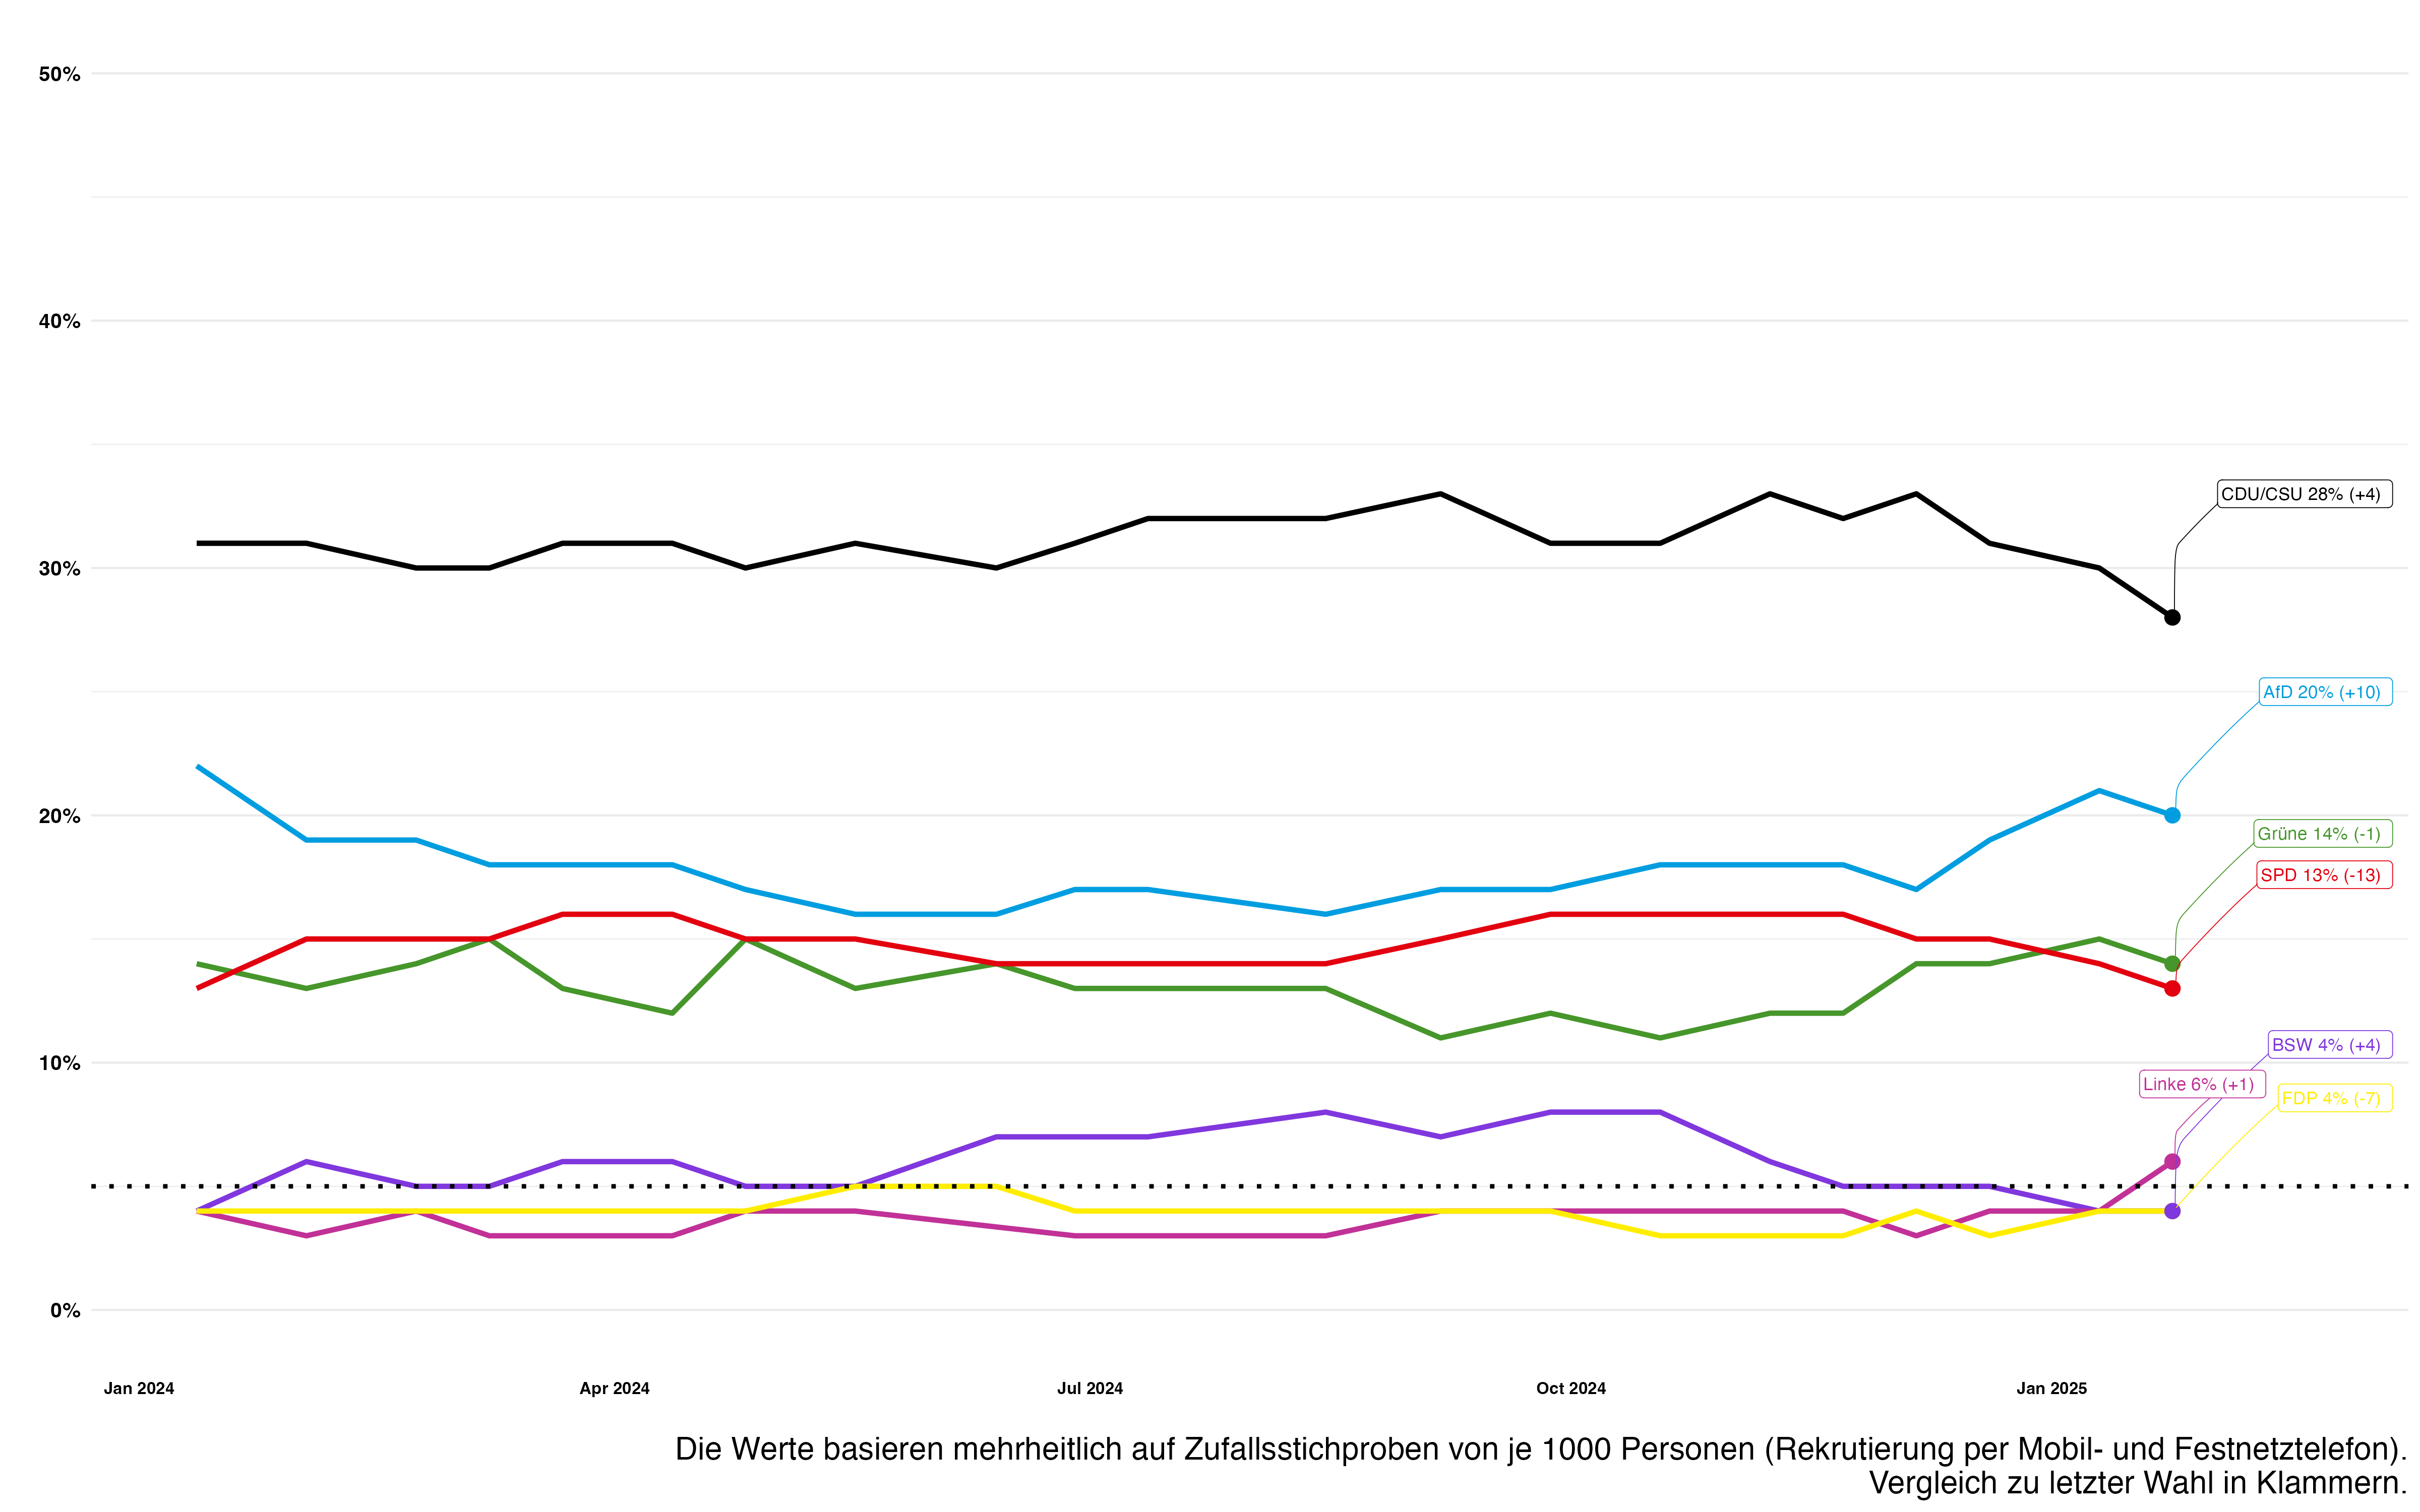 50%
40%
30%
20%
10%
0%
CDU/CSU 28% (+4)
AfD 20% (+10)
Grüne 14% (-1)
SPD 13% (-13)
BSW 4% (+4)
Linke 6% (+1)
FDP 4% (-7)
Jan 2024
Apr 2024
Jul 2024
Oct 2024
Jan 2025
Die Werte basieren mehrheitlich auf Zufallsstichproben von je 1000 Personen (Rekrutierung per Mobil- und Festnetztelefon).
Vergleich zu letzter Wahl in Klammern.